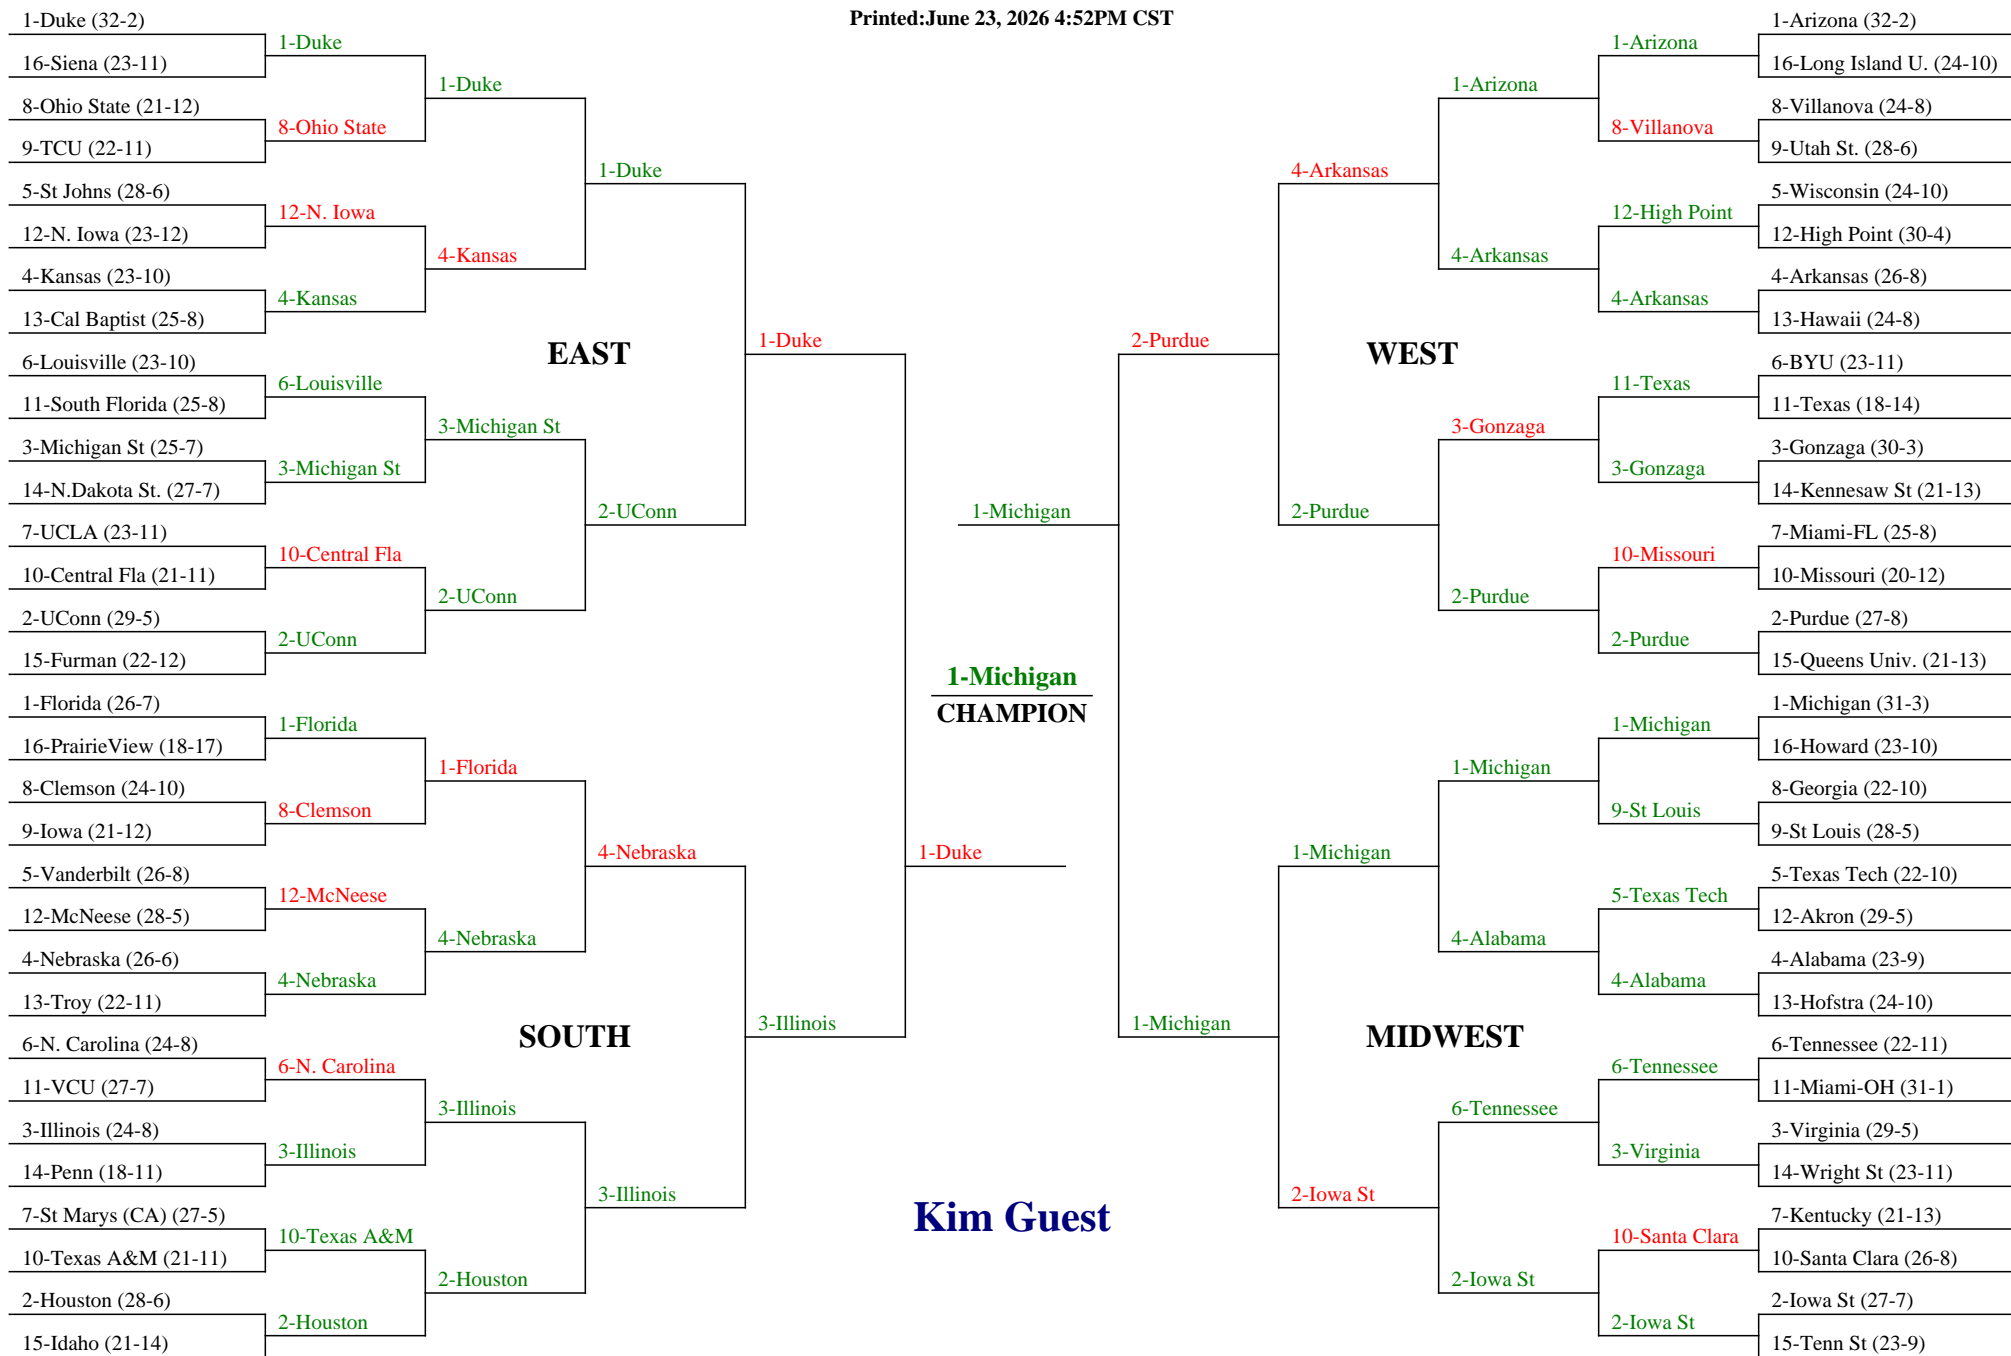 Printed:June 23, 2026 4:52PM CST
1-Duke (32-2)
16-Siena (23-11)
8-Ohio State (21-12)
9-TCU (22-11)
5-St Johns (28-6)
12-N. Iowa (23-12)
4-Kansas (23-10)
13-Cal Baptist (25-8)
6-Louisville (23-10)
11-South Florida (25-8)
3-Michigan St (25-7)
14-N.Dakota St. (27-7)
7-UCLA (23-11)
10-Central Fla (21-11)
2-UConn (29-5)
15-Furman (22-12)
1-Florida (26-7)
16-PrairieView (18-17)
8-Clemson (24-10)
9-Iowa (21-12)
5-Vanderbilt (26-8)
12-McNeese (28-5)
4-Nebraska (26-6)
13-Troy (22-11)
6-N. Carolina (24-8)
11-VCU (27-7)
3-Illinois (24-8)
14-Penn (18-11)
7-St Marys (CA) (27-5)
10-Texas A&M (21-11)
2-Houston (28-6)
15-Idaho (21-14)
1-Duke
8-Ohio State
12-N. Iowa
4-Kansas
6-Louisville
3-Michigan St
10-Central Fla
2-UConn
1-Florida
8-Clemson
12-McNeese
4-Nebraska
6-N. Carolina
3-Illinois
10-Texas A&M
2-Houston
1-Duke
4-Kansas
3-Michigan St
2-UConn
1-Florida
4-Nebraska
3-Illinois
2-Houston
1-Duke
2-UConn
4-Nebraska
3-Illinois
EAST
SOUTH
1-Duke
3-Illinois
1-Duke
1-Michigan
1-Michigan
CHAMPION
Kim Guest
2-Purdue
1-Michigan
WEST
MIDWEST
4-Arkansas
2-Purdue
1-Michigan
2-Iowa St
1-Arizona
4-Arkansas
3-Gonzaga
2-Purdue
1-Michigan
4-Alabama
6-Tennessee
2-Iowa St
1-Arizona
8-Villanova
12-High Point
4-Arkansas
11-Texas
3-Gonzaga
10-Missouri
2-Purdue
1-Michigan
9-St Louis
5-Texas Tech
4-Alabama
6-Tennessee
3-Virginia
10-Santa Clara
2-Iowa St
1-Arizona (32-2)
16-Long Island U. (24-10)
8-Villanova (24-8)
9-Utah St. (28-6)
5-Wisconsin (24-10)
12-High Point (30-4)
4-Arkansas (26-8)
13-Hawaii (24-8)
6-BYU (23-11)
11-Texas (18-14)
3-Gonzaga (30-3)
14-Kennesaw St (21-13)
7-Miami-FL (25-8)
10-Missouri (20-12)
2-Purdue (27-8)
15-Queens Univ. (21-13)
1-Michigan (31-3)
16-Howard (23-10)
8-Georgia (22-10)
9-St Louis (28-5)
5-Texas Tech (22-10)
12-Akron (29-5)
4-Alabama (23-9)
13-Hofstra (24-10)
6-Tennessee (22-11)
11-Miami-OH (31-1)
3-Virginia (29-5)
14-Wright St (23-11)
7-Kentucky (21-13)
10-Santa Clara (26-8)
2-Iowa St (27-7)
15-Tenn St (23-9)